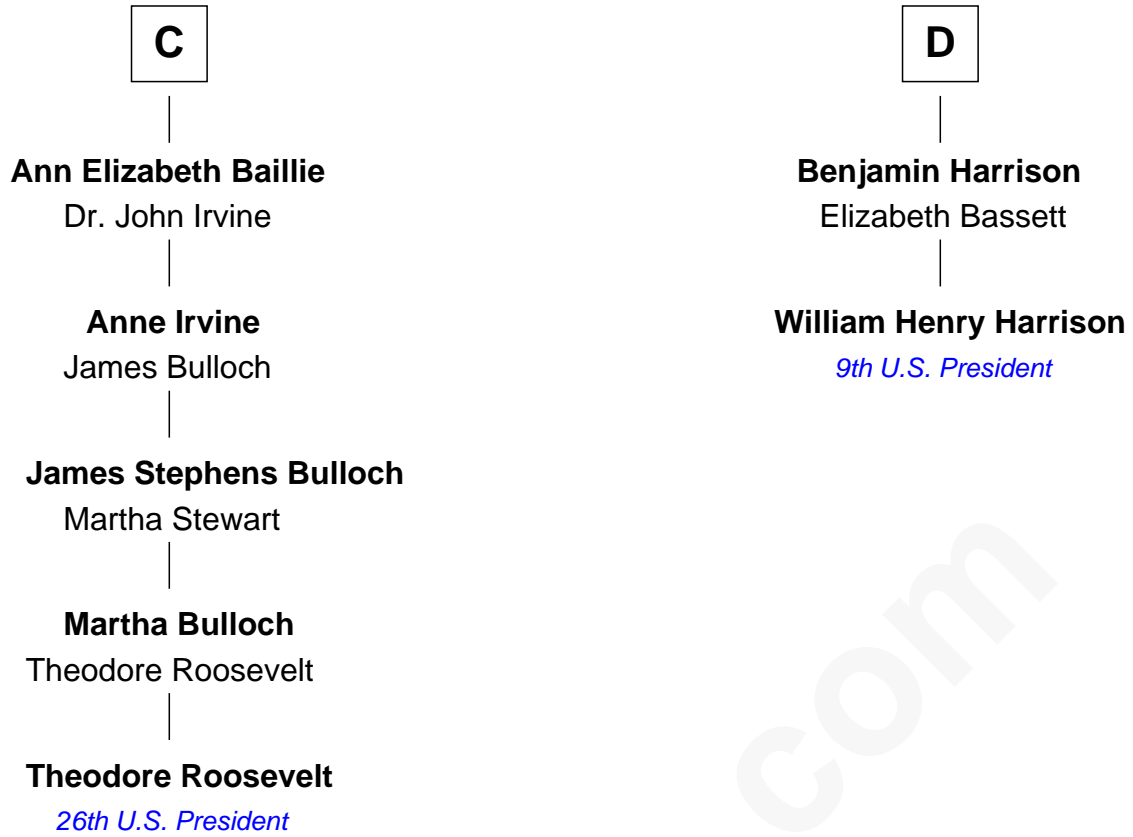 C
Ann Elizabeth Baillie
Dr. John Irvine
Anne Irvine
James Bulloch
James Stephens Bulloch
Martha Stewart
Martha Bulloch
Theodore Roosevelt
Theodore Roosevelt
26th U.S. President
D
Benjamin Harrison
Elizabeth Bassett
William Henry Harrison
9th U.S. President
com